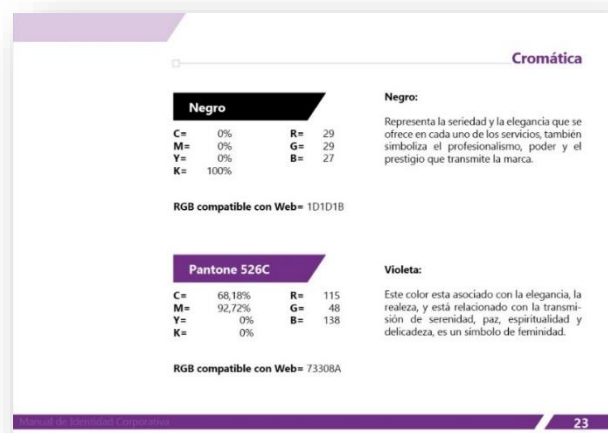 Cromática
Negro
C= 0% R= 29
M= 0% G= 29
Y= 0% B= 27
K= 100%
RGB compatible con Web= 1D1D1B
Negro:
Representa la seriedad y la elegancia que se
ofrece en cada uno de los servicios, también
simboliza el profesionalismo, poder y el
prestigio que transmite la marca.
Pantone 526C
C= 68,18% R= 115
M= 92,72% G= 48
Y= 0% B= 138
K= 0%
RGB compatible con Web= 73308A
Violeta:
Este color esta asociado con la elegancia, la
realeza, y está relacionado con la transmi-
sión de serenidad, paz, espiritualidad y
delicadeza, es un símbolo de feminidad.
Manual de Identidad Corporativa
23